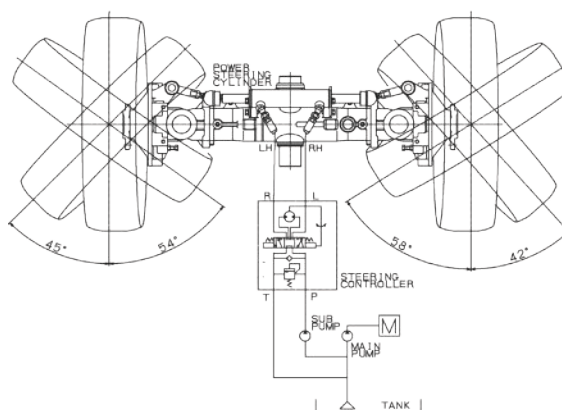 POWER
STEERING
CYLINDER
LH RH
R L
45°
54°
58°
42°
STEERING
CONTROLLER
T P
SUB
PUMP
M
MAIN
PUMP
TANK